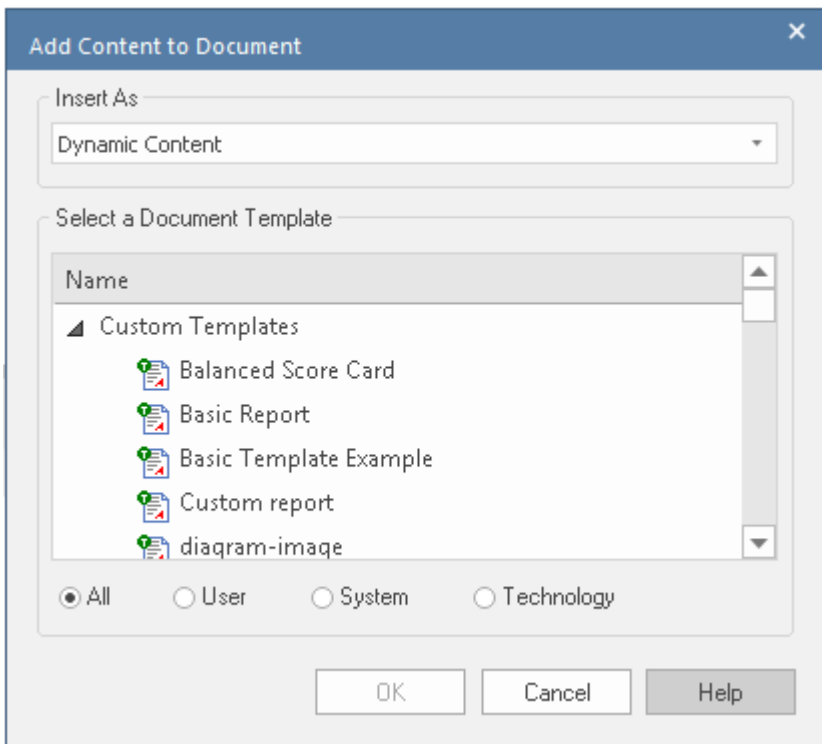 Add Content to Document
Insert As
Dynamic Content
Select a Document Template
Name
Custom Templates
Balanced Score Card
Basic Report
Basic Template Example
Custom report
diagram-image
All User System Technology
OK Cancel Help